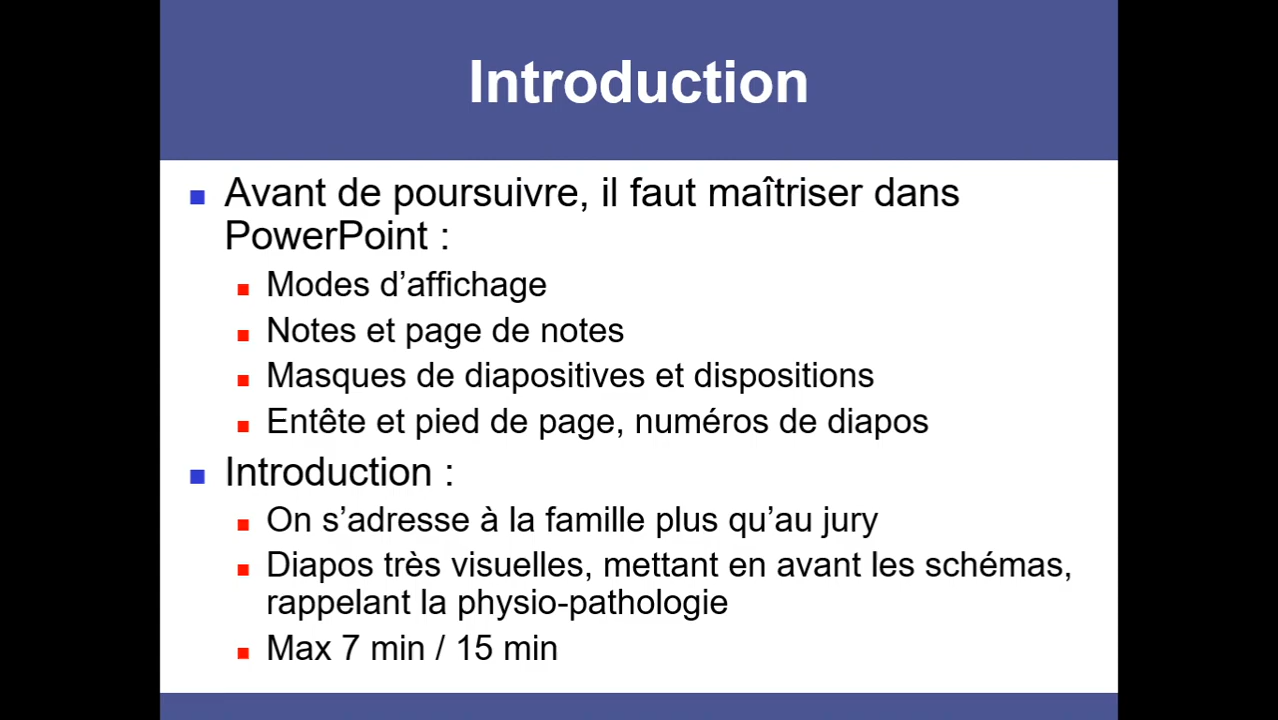 Introduction
Avant de poursuivre, il faut maîtriser dans
PowerPoint :
Modes d’affichage
Notes et page de notes
Masques de diapositives et dispositions
Entête et pied de page, numéros de diapos
Introduction :
On s’adresse à la famille plus qu’au jury
Diapos très visuelles, mettant en avant les schémas,
rappelant la physio-pathologie
Max 7 min / 15 min